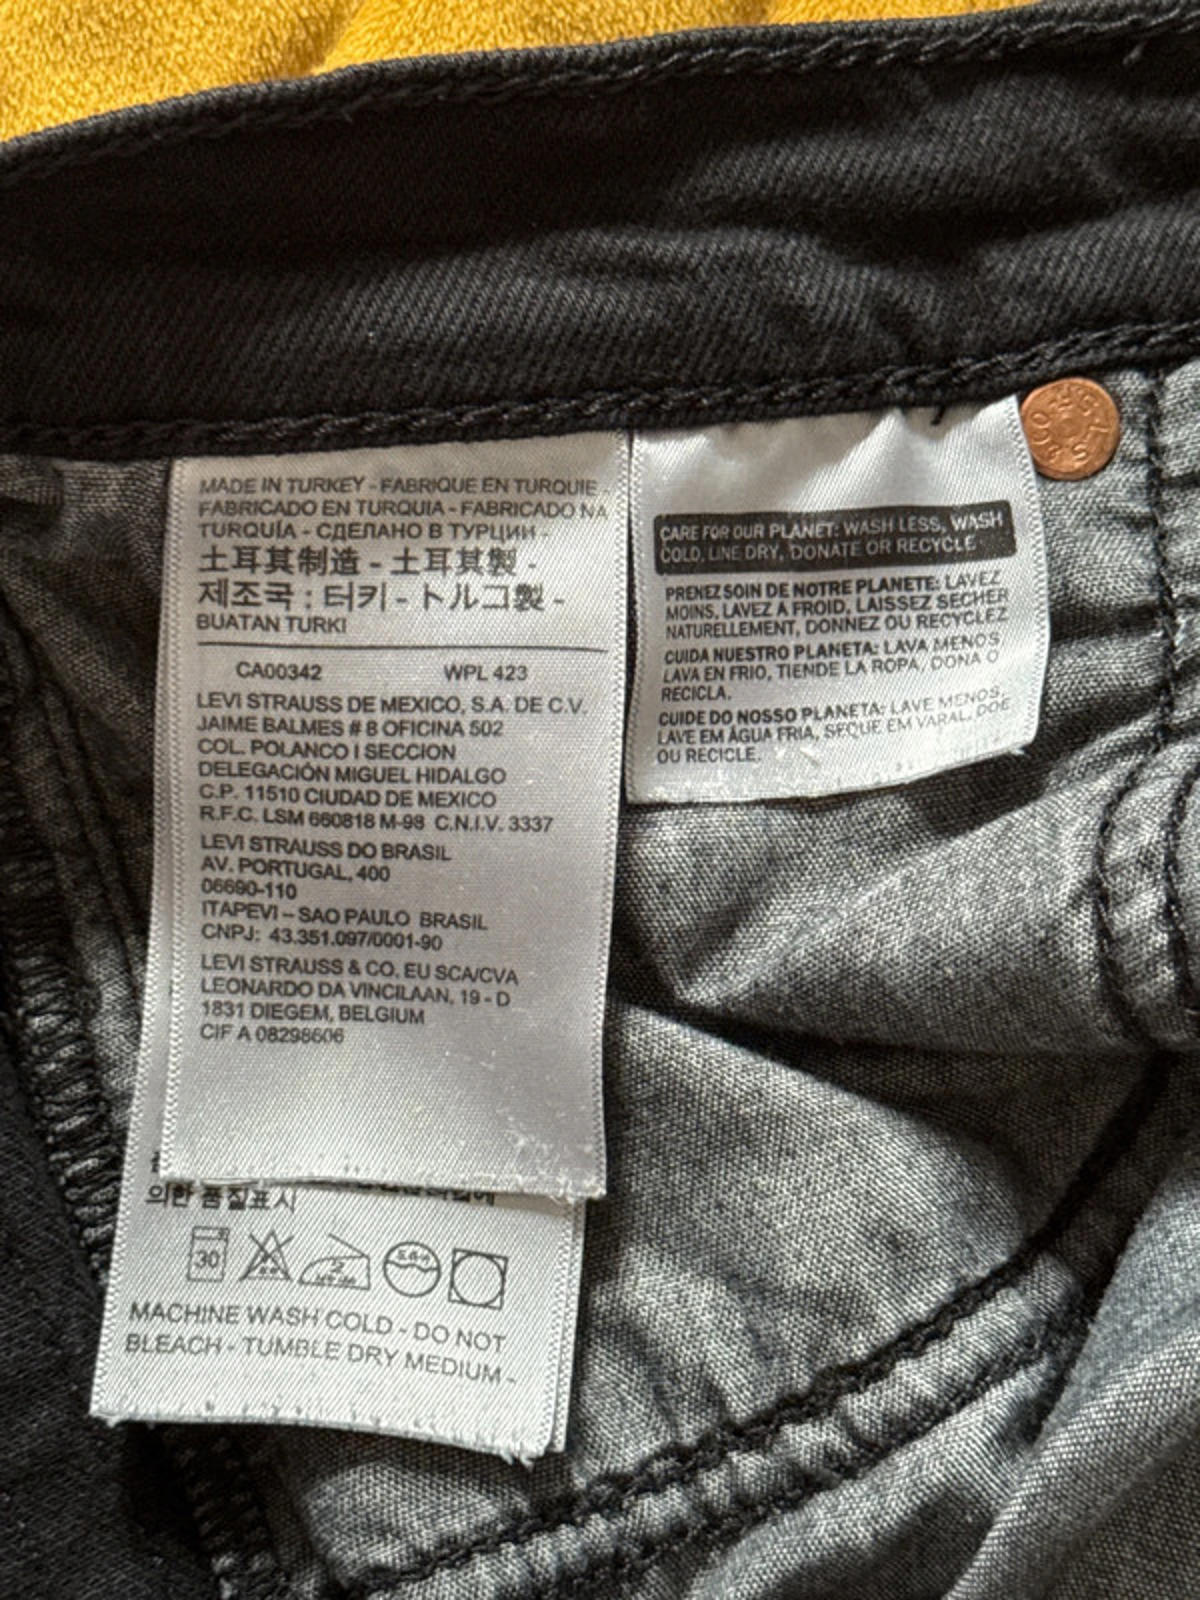 MADE IN TURKEY - FABRIQUE EN TURQUIE -
FABRICADO EN TURQUIA - FABRICADO NA
TURQUÍA - СДЕЛАНО В ТУРЦИИ -
土耳其制造 - 土耳其製 -
제조국 : 터키 - トルコ製 -
BUATAN TURKI
CA00342 WPL 423
LEVI STRAUSS DE MEXICO, S.A. DE C.V.
JAIME BALMES # 8 OFICINA 502
COL. POLANCO I SECCION
DELEGACIÓN MIGUEL HIDALGO
C.P. 11510 CIUDAD DE MEXICO
R.F.C. LSM 660818 M-98 C.N.I.V. 3337
LEVI STRAUSS DO BRASIL
AV. PORTUGAL, 400
06690-110
ITAPEVI – SAO PAULO BRASIL
CNPJ: 43.351.097/0001-90
LEVI STRAUSS & CO. EU SCA/CVA
LEONARDO DA VINCILAAN, 19 - D
1831 DIEGEM, BELGIUM
CIF A 08298606
의한 품질표시
30
MACHINE WASH COLD - DO NOT
BLEACH - TUMBLE DRY MEDIUM -
CARE FOR OUR PLANET: WASH LESS, WASH
COLD, LINE DRY, DONATE OR RECYCLE
PRENEZ SOIN DE NOTRE PLANETE: LAVEZ
MOINS, LAVEZ A FROID, LAISSEZ SECHER
NATURELLEMENT, DONNEZ OU RECYCLEZ
CUIDA NUESTRO PLANETA: LAVA MENOS
LAVA EN FRIO, TIENDE LA ROPA, DONA O
RECICLA.
CUIDE DO NOSSO PLANETA: LAVE MENOS,
LAVE EM ÁGUA FRIA, SEQUE EM VARAL, DOE
OU RECICLE.